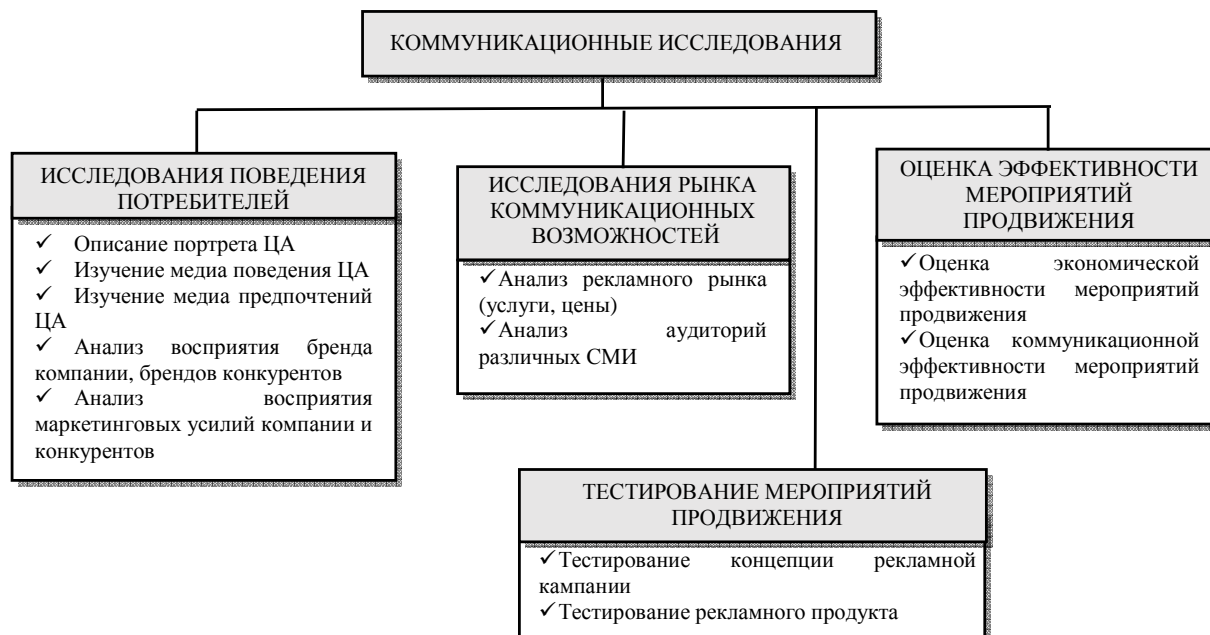 КОММУНИКАЦИОННЫЕ ИССЛЕДОВАНИЯ
ИССЛЕДОВАНИЯ ПОВЕДЕНИЯ
ПОТРЕБИТЕЛЕЙ
✓ Описание портрета ЦА
✓ Изучение медиа поведения ЦА
✓ Изучение медиа предпочтений
ЦА
✓ Анализ восприятия бренда
компании, брендов конкурентов
✓ Анализ восприятия
маркетинговых усилий компании и
конкурентов
ИССЛЕДОВАНИЯ РЫНКА
КОММУНИКАЦИОННЫХ
ВОЗМОЖНОСТЕЙ
✓Анализ рекламного рынка
(услуги, цены)
✓Анализ аудиторий
различных СМИ
ОЦЕНКА ЭФФЕКТИВНОСТИ
МЕРОПРИЯТИЙ
ПРОДВИЖЕНИЯ
✓Оценка экономической
эффективности мероприятий
продвижения
✓Оценка коммуникационной
эффективности мероприятий
продвижения
ТЕСТИРОВАНИЕ МЕРОПРИЯТИЙ
ПРОДВИЖЕНИЯ
✓Тестирование концепции рекламной
кампании
✓Тестирование рекламного продукта